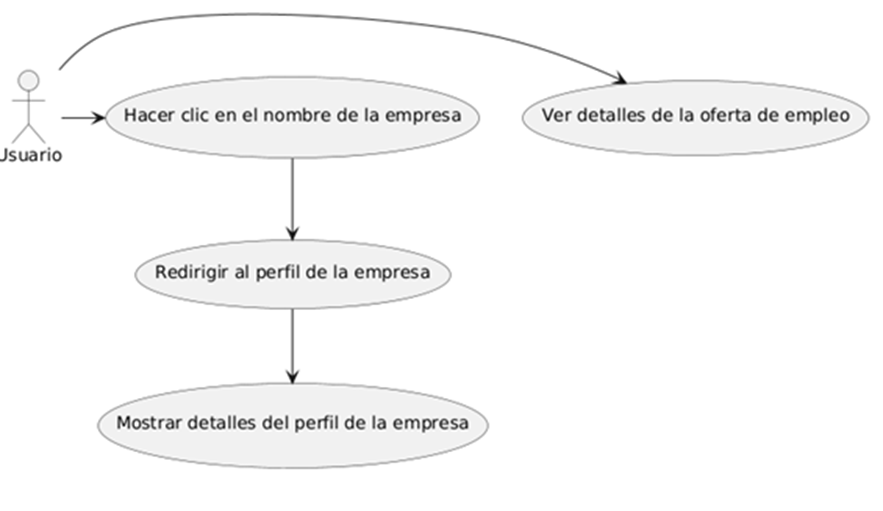 Hacer clic en el nombre de la empresa
Ver detalles de la oferta de empleo
Usuario
Redirigir al perfil de la empresa
Mostrar detalles del perfil de la empresa